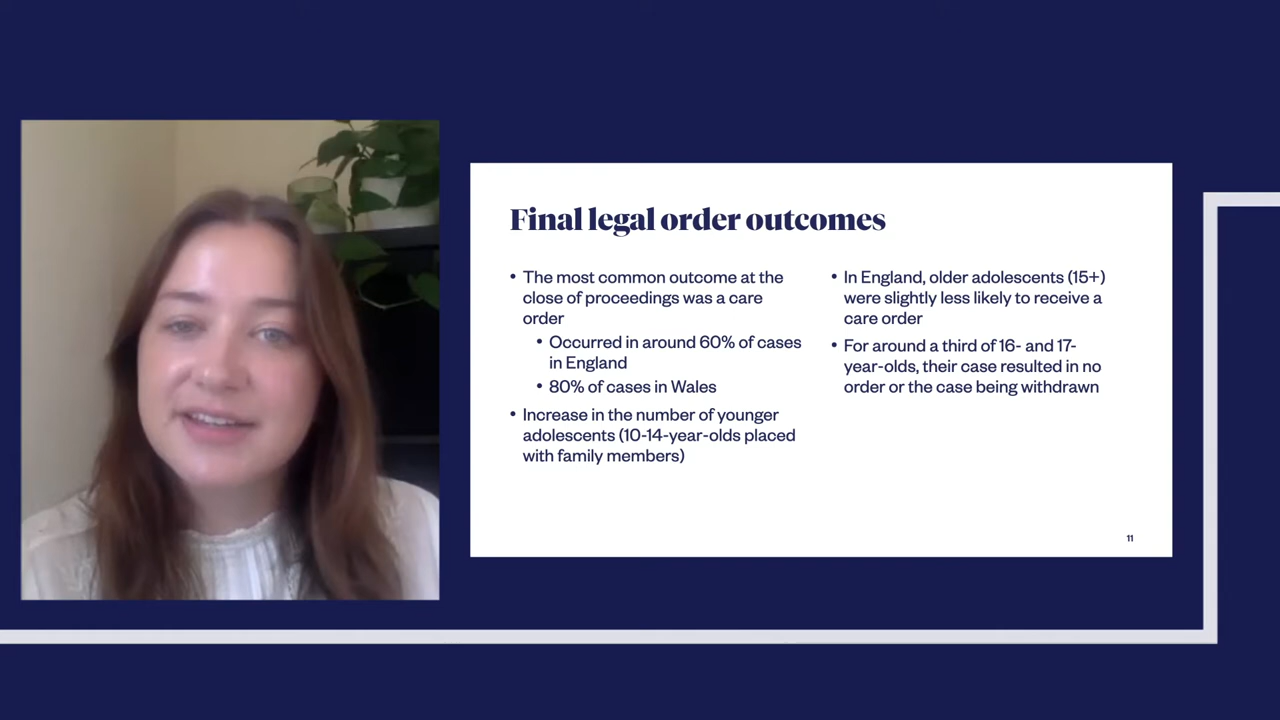 Final legal order outcomes
• The most common outcome at the
close of proceedings was a care
order
• Occurred in around 60% of cases
in England
• 80% of cases in Wales
• Increase in the number of younger
adolescents (10-14-year-olds placed
with family members)
• In England, older adolescents (15+)
were slightly less likely to receive a
care order
• For around a third of 16- and 17-
year-olds, their case resulted in no
order or the case being withdrawn
11